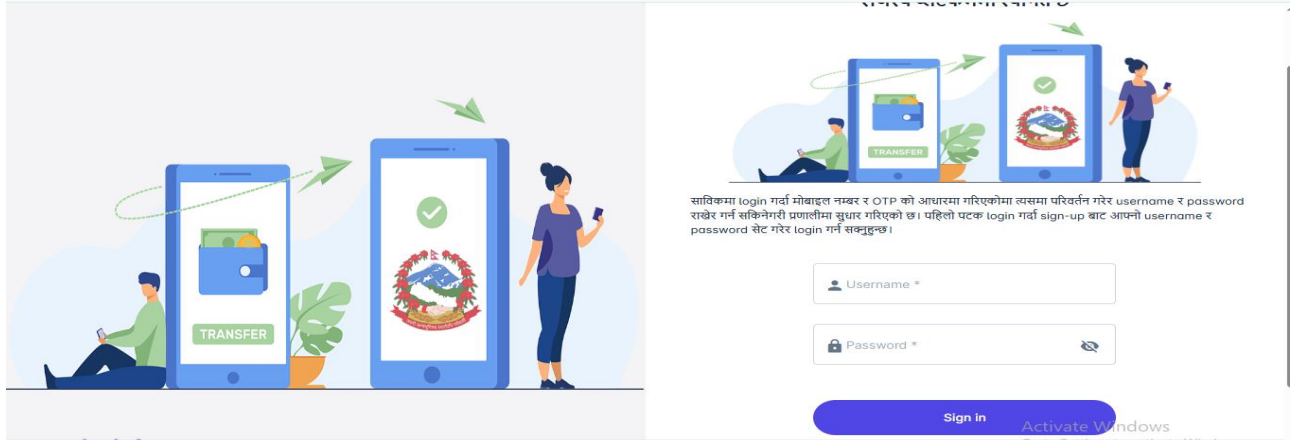 TRANSFER
TRANSFER
साविकमा login गर्दा मोबाइल नम्बर र OTP को आधारमा गरिएकोमा त्यसमा परिवर्तन गरेर username र password
राखेर गर्न सकिनेगरी प्रणालीमा सुधार गरिएको छ। पहिलो पटक login गर्दा sign-up बाट आफ्नो username र
password सेट गरेर login गर्न सक्नुहुन्छ।
Username *
Password *
Sign in
Activate Windows